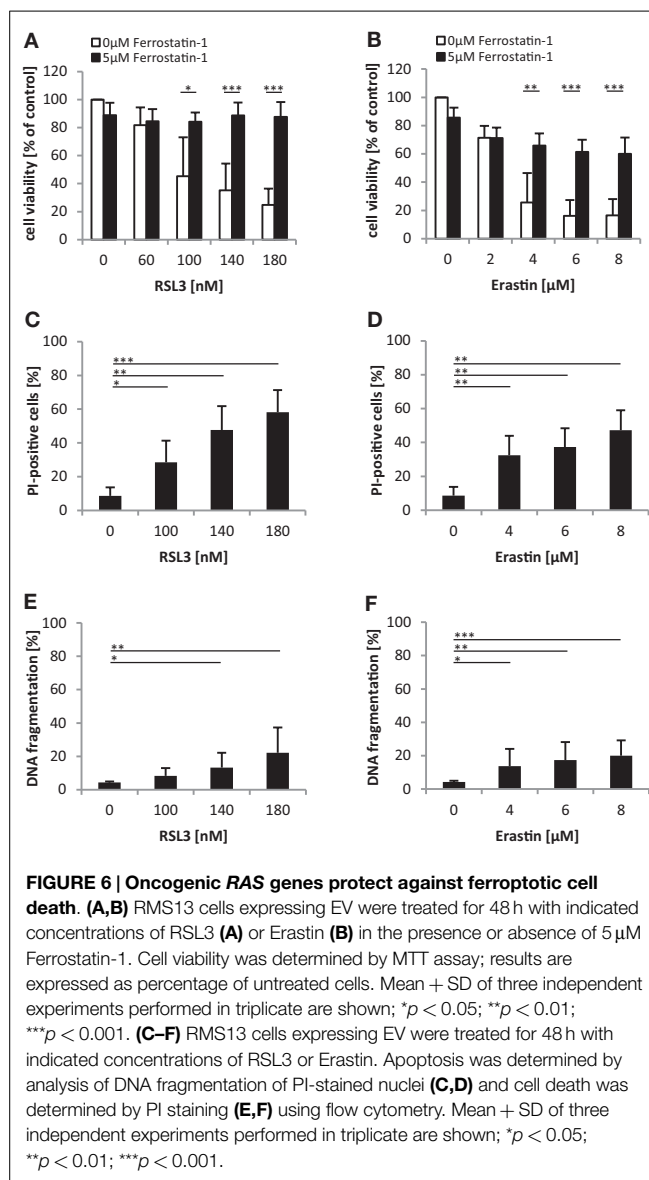 A
0µM Ferrostatin-1
5µM Ferrostatin-1
cell viability [% of control]
120
100
80
60
40
20
0
* *** ***
0 60 100 140 180
RSL3 [nM]
B
0µM Ferrostatin-1
5µM Ferrostatin-1
cell viability [% of control]
120
100
80
60
40
20
0
** *** ***
0 2 4 6 8
Erastin [µM]
C
PI-positive cells [%]
100
80
60
40
20
0
***
**
*
0 100 140 180
RSL3 [nM]
D
PI-positive cells [%]
100
80
60
40
20
0
**
**
**
0 4 6 8
Erastin [µM]
E
DNA fragmentation [%]
100
80
60
40
20
0
**
*
0 100 140 180
RSL3 [nM]
F
DNA fragmentation [%]
100
80
60
40
20
0
***
**
*
0 4 6 8
Erastin [µM]
FIGURE 6 | Oncogenic RAS genes protect against ferroptotic cell
death. (A,B) RMS13 cells expressing EV were treated for 48 h with indicated
concentrations of RSL3 (A) or Erastin (B) in the presence or absence of 5 µM
Ferrostatin-1. Cell viability was determined by MTT assay; results are
expressed as percentage of untreated cells. Mean + SD of three independent
experiments performed in triplicate are shown; *p < 0.05; **p < 0.01;
***p < 0.001. (C–F) RMS13 cells expressing EV were treated for 48 h with
indicated concentrations of RSL3 or Erastin. Apoptosis was determined by
analysis of DNA fragmentation of PI-stained nuclei (C,D) and cell death was
determined by PI staining (E,F) using flow cytometry. Mean + SD of three
independent experiments performed in triplicate are shown; *p < 0.05;
**p < 0.01; ***p < 0.001.